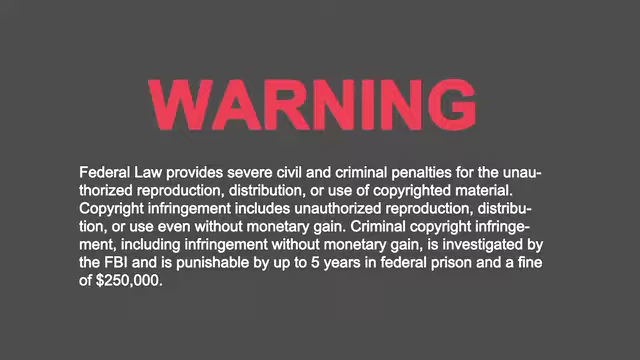 WARNING
Federal Law provides severe civil and criminal penalties for the unau-
thorized reproduction, distribution, or use of copyrighted material.
Copyright infringement includes unauthorized reproduction, distribu-
tion, or use even without monetary gain. Criminal copyright infringe-
ment, including infringement without monetary gain, is investigated by
the FBI and is punishable by up to 5 years in federal prison and a fine
of $250,000.